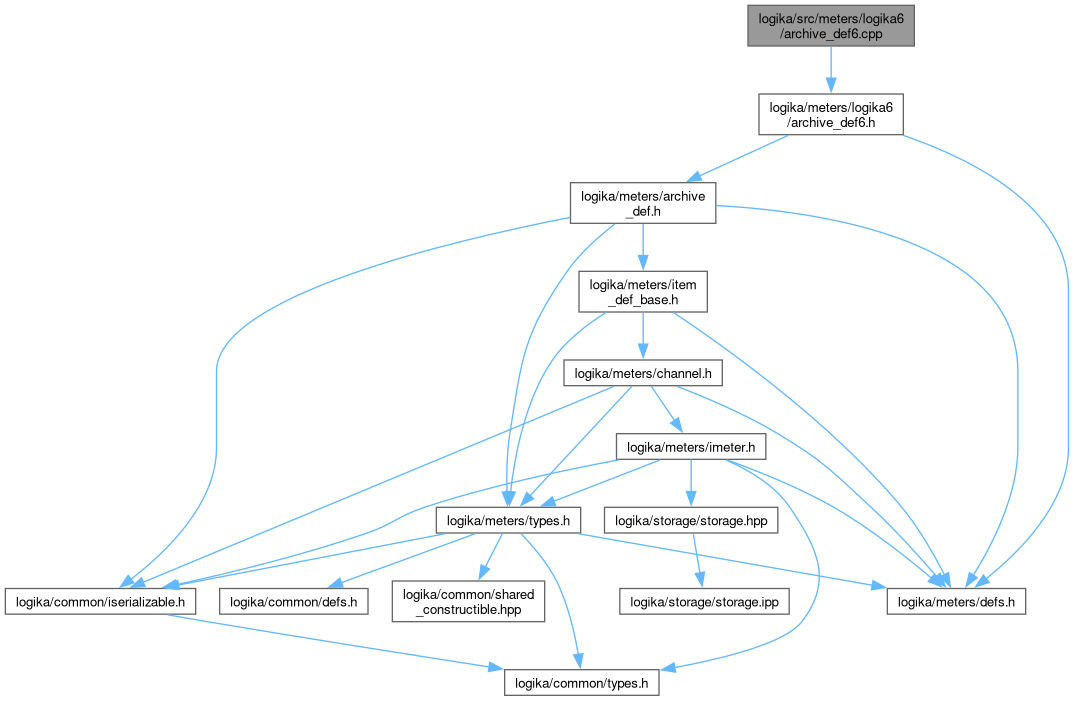 logika/src/meters/logika6
/archive_def6.cpp
logika/meters/logika6
/archive_def6.h
logika/meters/archive
_def.h
logika/meters/item
_def_base.h
logika/meters/channel.h
logika/meters/imeter.h
logika/meters/types.h
logika/storage/storage.hpp
logika/common/iserializable.h
logika/common/defs.h
logika/common/shared
_constructible.hpp
logika/storage/storage.ipp
logika/meters/defs.h
logika/common/types.h